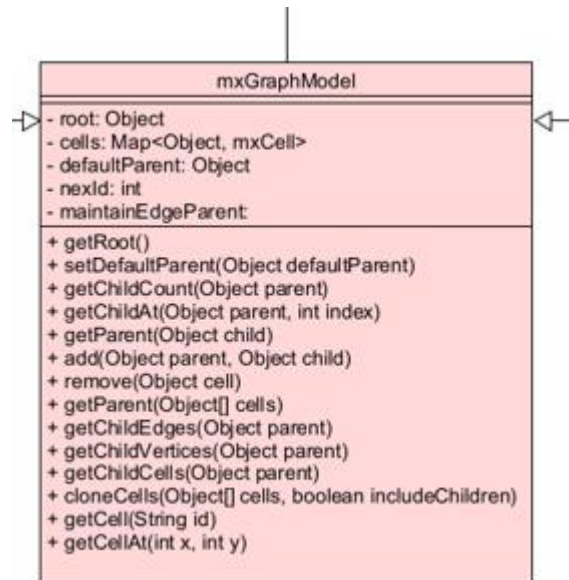 mxGraphModel
- root: Object
- cells: Map<Object, mxCell>
- defaultParent: Object
- nexId: int
- maintainEdgeParent:
+ getRoot()
+ setDefaultParent(Object defaultParent)
+ getChildCount(Object parent)
+ getChildAt(Object parent, int index)
+ getParent(Object child)
+ add(Object parent, Object child)
+ remove(Object cell)
+ getParent(Object[] cells)
+ getChildEdges(Object parent)
+ getChildVertices(Object parent)
+ getChildCells(Object parent)
+ cloneCells(Object[] cells, boolean includeChildren)
+ getCell(String id)
+ getCellAt(int x, int y)